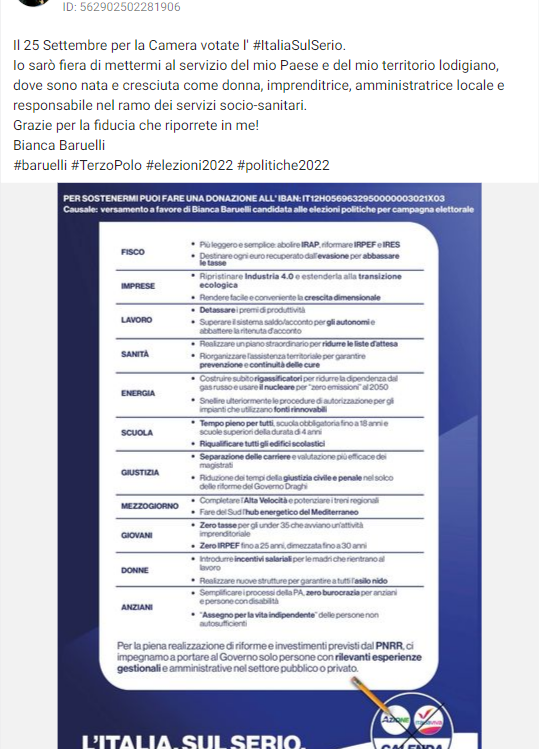 ID: 562902502281906
Il 25 Settembre per la Camera votate l' #ItaliaSulSerio.
Io sarò fiera di mettermi al servizio del mio Paese e del mio territorio lodigiano,
dove sono nata e cresciuta come donna, imprenditrice, amministratrice locale e
responsabile nel ramo dei servizi socio-sanitari.
Grazie per la fiducia che riporrete in me!
Bianca Baruelli
#baruelli #TerzoPolo #elezioni2022 #politiche2022
PER SOSTENERMI PUOI FARE UNA DONAZIONE ALL' IBAN: IT12H0569632950000003021X03
Causale: versamento a favore di Bianca Baruelli candidata alle elezioni politiche per campagna elettorale
FISCO
• Più leggero e semplice: abolire IRAP, riformare IRPEF e IRES
• Destinare ogni euro recuperato dall'evasione per abbassare
le tasse
IMPRESE
• Ripristinare Industria 4.0 e estenderla alla transizione
ecologica
• Rendere facile e conveniente la crescita dimensionale
LAVORO
• Detassare i premi di produttività
• Superare il sistema saldo/acconto per gli autonomi e
abbattere la ritenuta d'acconto
SANITÀ
• Realizzare un piano straordinario per ridurre le liste d'attesa
• Riorganizzare l'assistenza territoriale per garantire
prevenzione e continuità delle cure
ENERGIA
• Costruire subito rigassificatori per ridurre la dipendenza dal
gas russo e usare il nucleare per "zero emissioni" al 2050
• Snellire ulteriormente le procedure di autorizzazione per gli
impianti che utilizzano fonti rinnovabili
SCUOLA
• Tempo pieno per tutti, scuola obbligatoria fino a 18 anni e
scuole superiori della durata di 4 anni
• Riqualificare tutti gli edifici scolastici
GIUSTIZIA
• Separazione delle carriere e valutazione più efficace dei
magistrati
• Riduzione dei tempi della giustizia civile e penale nel solco
delle riforme del Governo Draghi
MEZZOGIORNO
• Completare l'Alta Velocità e potenziare i treni regionali
• Fare del Sud l'hub energetico del Mediterraneo
GIOVANI
• Zero tasse per gli under 35 che avviano un'attività
imprenditoriale
• Zero IRPEF fino a 25 anni, dimezzata fino a 30 anni
DONNE
• Introdurre incentivi salariali per le madri che rientrano al
lavoro
• Realizzare nuove strutture per garantire a tutti l'asilo nido
ANZIANI
• Semplificare i processi della PA, zero burocrazia per anziani
e persone con disabilità
• "Assegno per la vita indipendente" delle persone non
autosufficienti
Per la piena realizzazione di riforme e investimenti previsti dal PNRR, ci
impegnamo a portare al Governo solo persone con rilevanti esperienze
gestionali e amministrative nel settore pubblico o privato.
AZIONE
italiaviva
CALENDA
L'ITALIA, SUL SERIO.